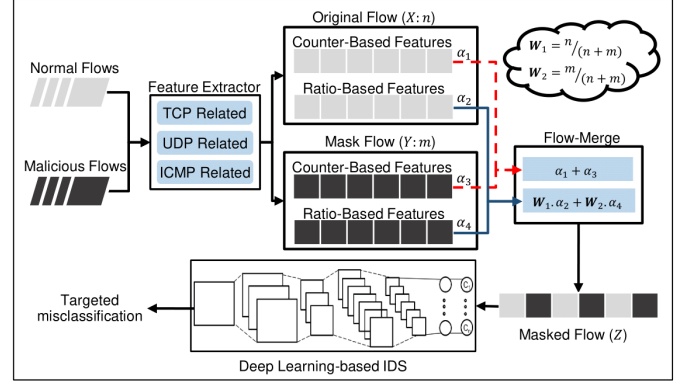 Original Flow (X: n)
Counter-Based Features
α₁
Ratio-Based Features
α₂
W₁ = n/(n + m)
W₂ = m/(n + m)
Normal Flows
Malicious Flows
Feature Extractor
TCP Related
UDP Related
ICMP Related
Mask Flow (Y: m)
Counter-Based Features
α₃
Ratio-Based Features
α₄
Flow-Merge
α₁ + α₃
W₁. α₂ + W₂. α₄
Masked Flow (Z)
Targeted
misclassification
Deep Learning-based IDS